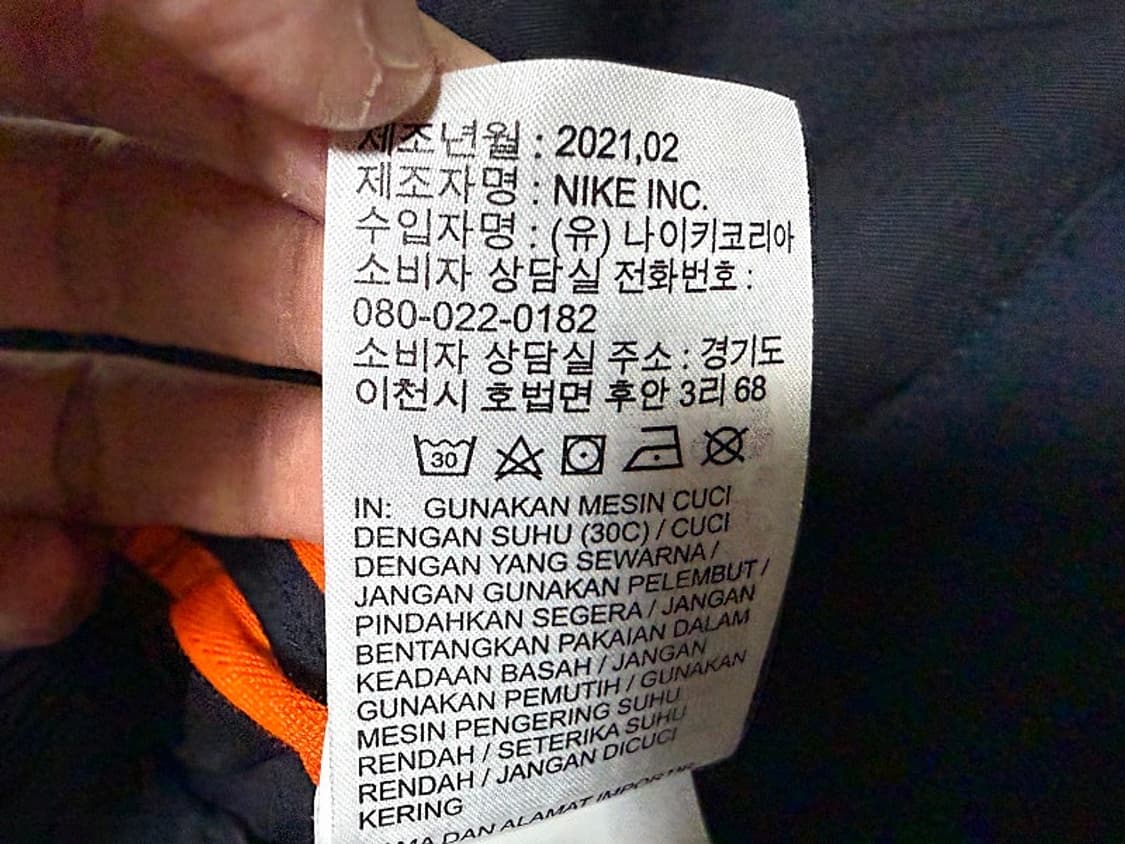 제조년월 : 2021,02
제조자명 : NIKE INC.
수입자명 : (유) 나이키코리아
소비자 상담실 전화번호 :
080-022-0182
소비자 상담실 주소 : 경기도
이천시 호법면 후안 3리 68
30
IN: GUNAKAN MESIN CUCI
DENGAN SUHU (30C) / CUCI
DENGAN YANG SEWARNA /
JANGAN GUNAKAN PELEMBUT /
PINDAHKAN SEGERA / JANGAN
BENTANGKAN PAKAIAN DALAM
KEADAAN BASAH / JANGAN
GUNAKAN PEMUTIH / GUNAKAN
MESIN PENGERING SUHU
RENDAH / SETERIKA SUHU
RENDAH / JANGAN DICUCI
KERING
DAN ALAMAT IMPORTIR